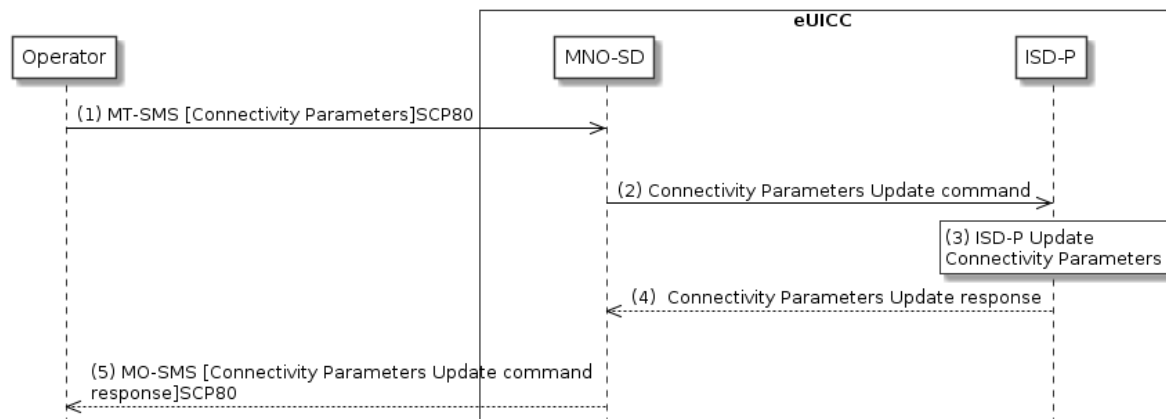 eUICC
Operator
MNO-SD
ISD-P
(1) MT-SMS [Connectivity Parameters]SCP80
(2) Connectivity Parameters Update command
(3) ISD-P Update
Connectivity Parameters
(4) Connectivity Parameters Update response
(5) MO-SMS [Connectivity Parameters Update command
response]SCP80